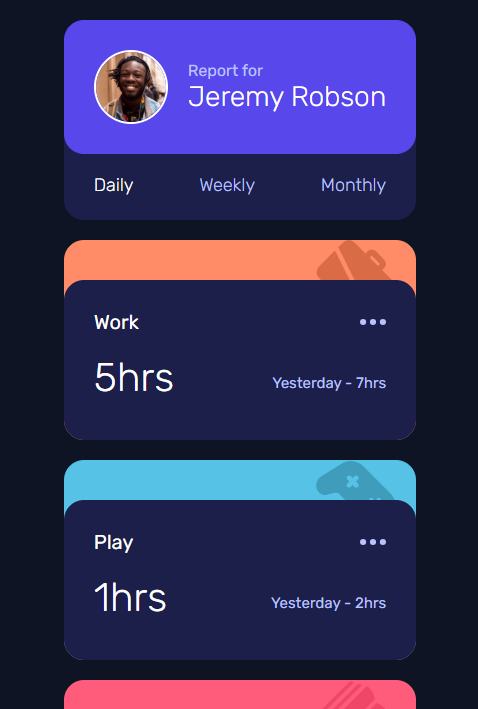 Report for
Jeremy Robson
Daily Weekly Monthly
Work
5hrs Yesterday - 7hrs
Play
1hrs Yesterday - 2hrs